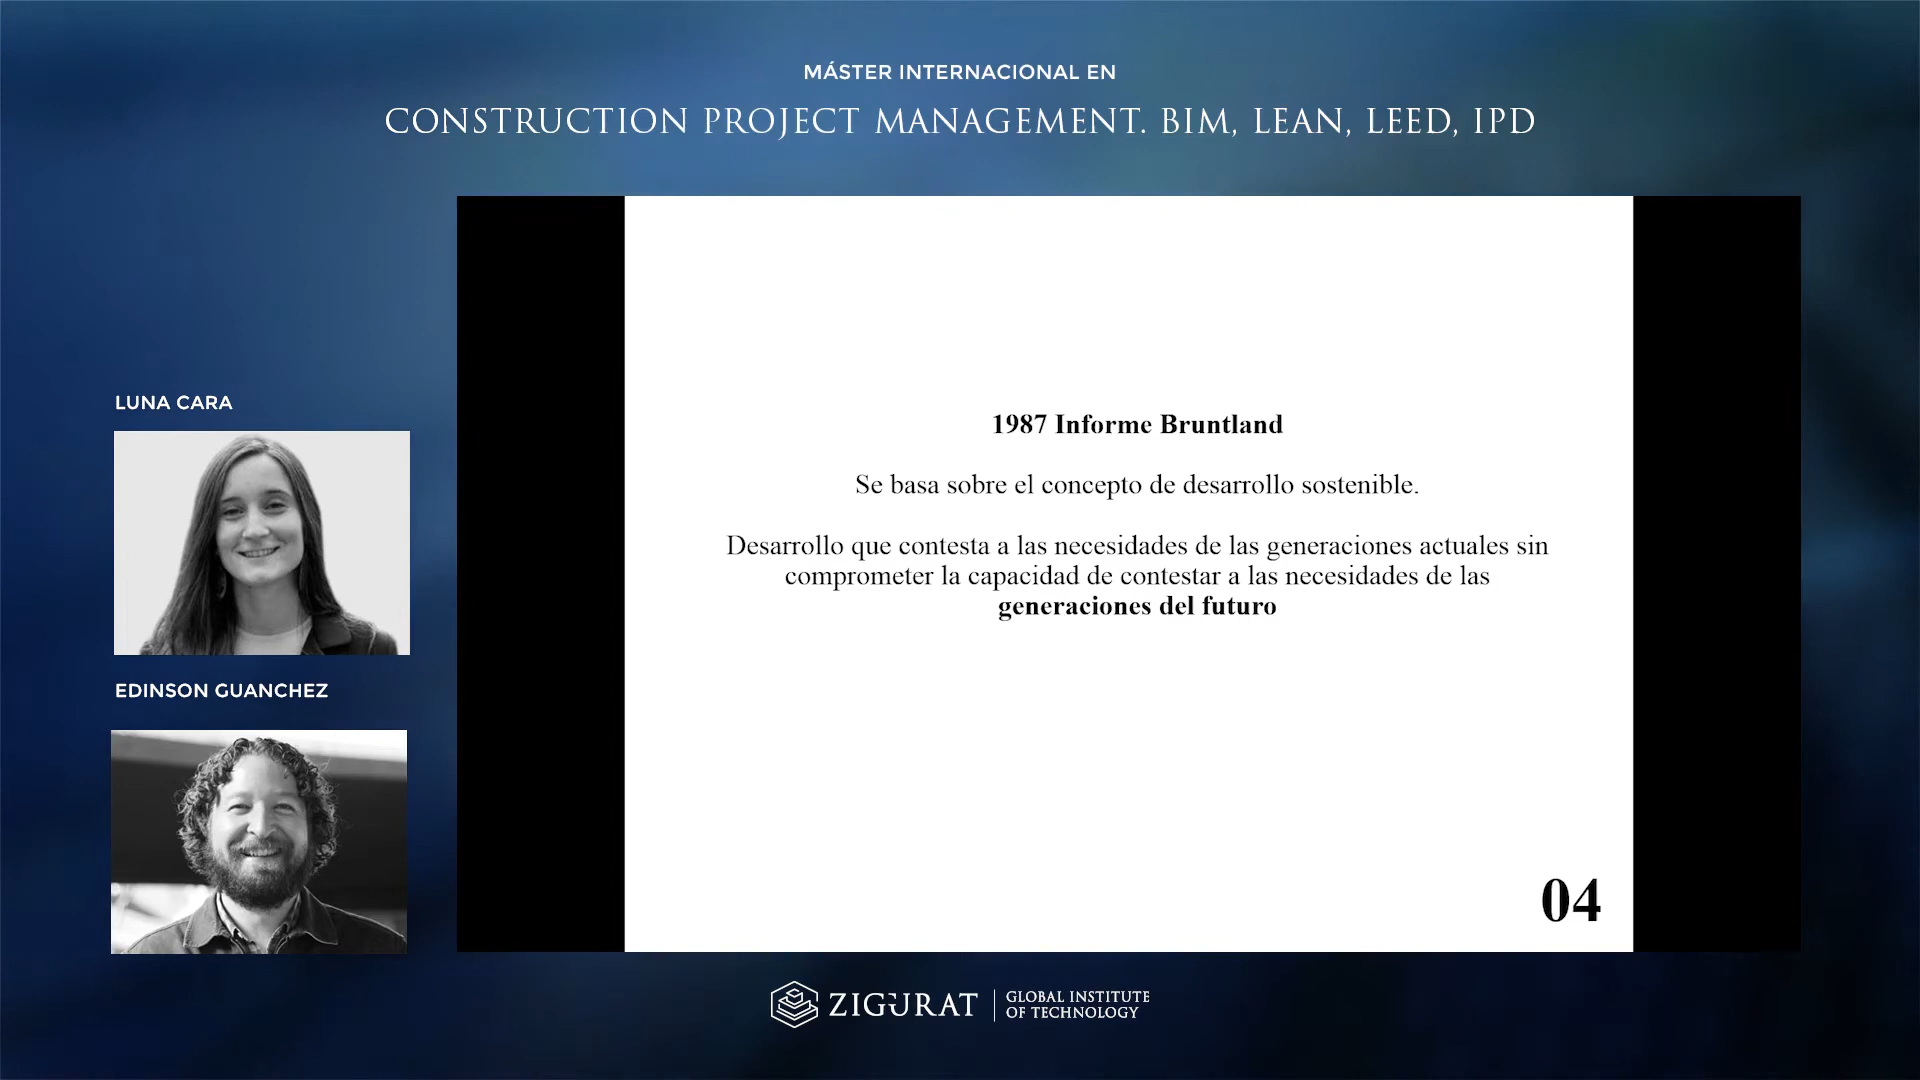 MÁSTER INTERNACIONAL EN
CONSTRUCTION PROJECT MANAGEMENT. BIM, LEAN, LEED, IPD
LUNA CARA
EDINSON GUANCHEZ
1987 Informe Bruntland
Se basa sobre el concepto de desarrollo sostenible.
Desarrollo que contesta a las necesidades de las generaciones actuales sin
comprometer la capacidad de contestar a las necesidades de las
generaciones del futuro
04
ZIGURAT
GLOBAL INSTITUTE
OF TECHNOLOGY